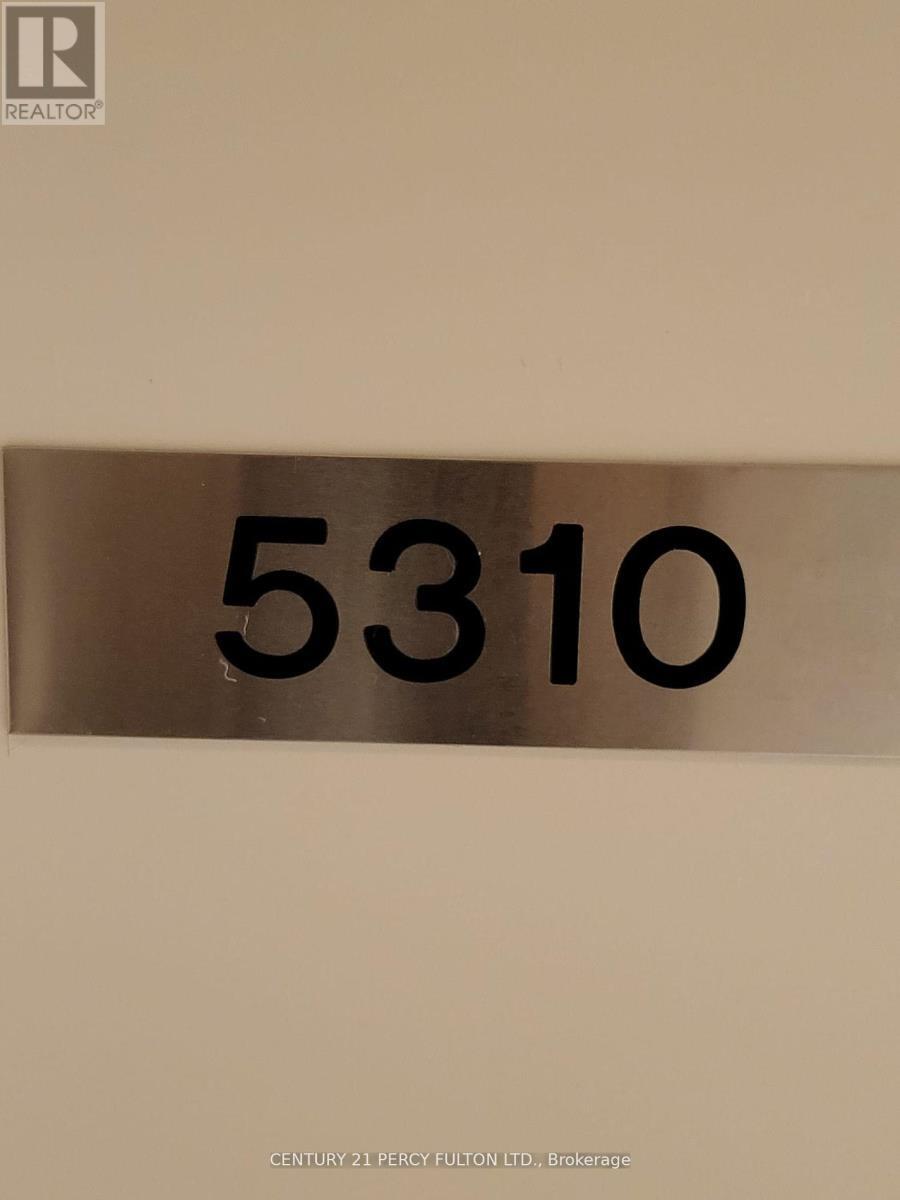 R
REALTOR®
5310
CENTURY 21 PERCY FULTON LTD., Brokerage